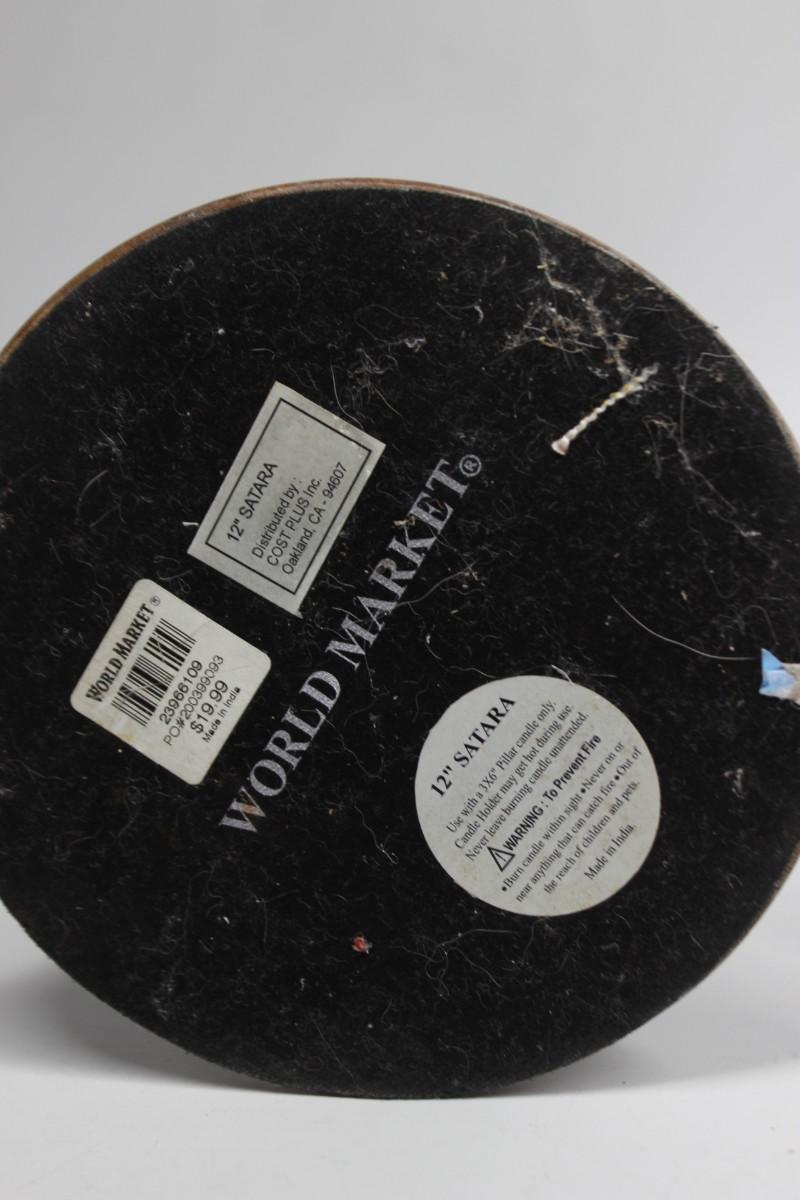 12" SATARA
Distributed by :
COST PLUS Inc.
Oakland, CA - 94607
WORLD MARKET®
23966109
PO#200399093
$19.99
Made in India
WORLD MARKET®
12" SATARA
Use with a 3X6" Pillar candle only.
Candle Holder may get hot during use.
Never leave burning candle unattended.
⚠WARNING : To Prevent Fire
•Burn candle within sight •Never on or
near anything that can catch fire •Out of
the reach of children and pets.
Made in India.